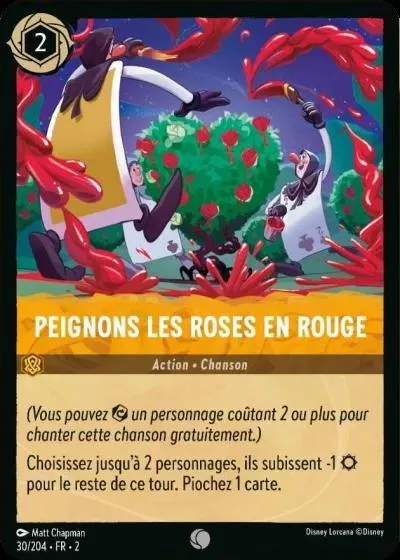 2
PEIGNONS LES ROSES EN ROUGE
Action • Chanson
(Vous pouvez un personnage coûtant 2 ou plus pour
chanter cette chanson gratuitement.)
Choisissez jusqu'à 2 personnages, ils subissent -1
pour le reste de ce tour. Piochez 1 carte.
Matt Chapman
30/204 • FR • 2
Disney Lorcana ©Disney